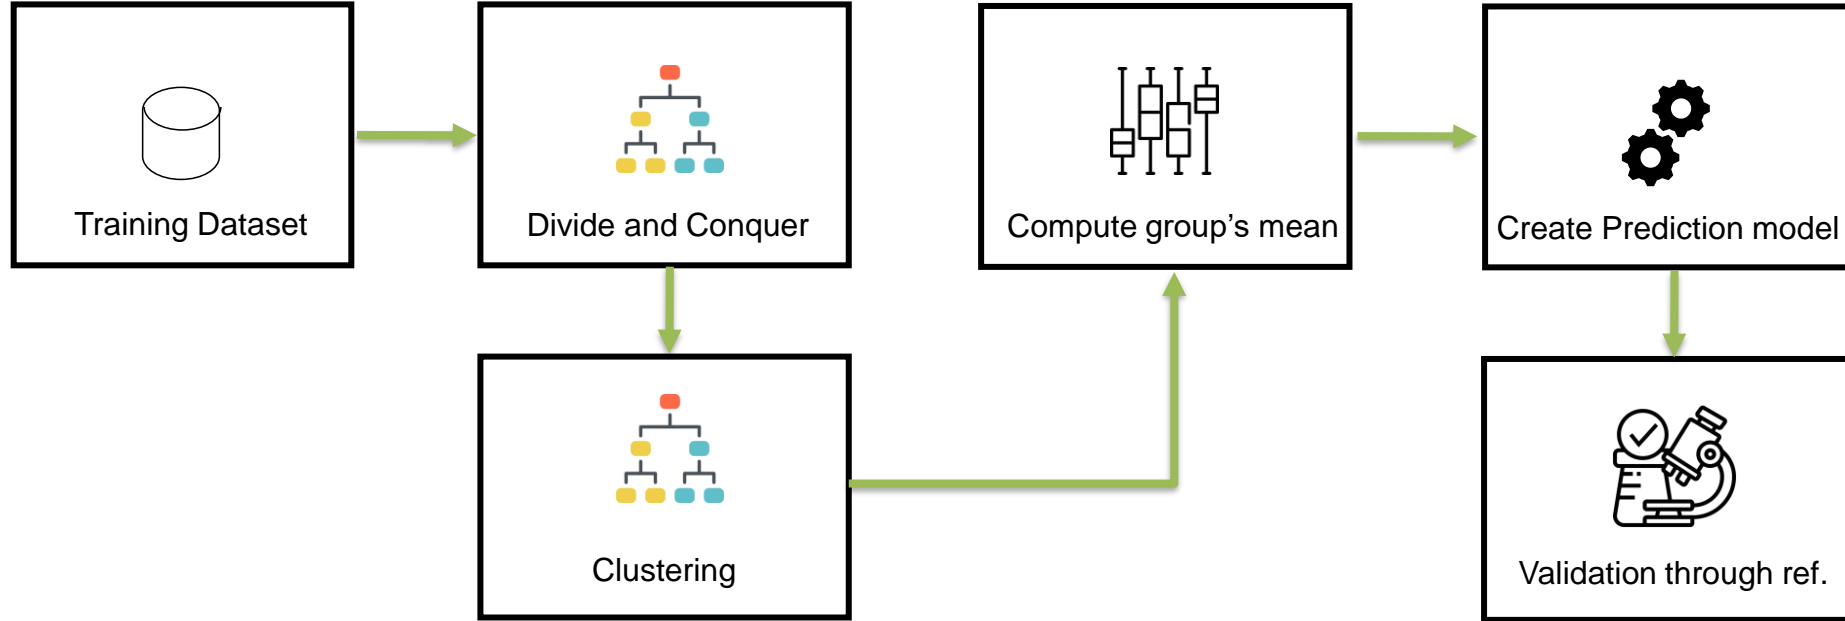 Training Dataset
Divide and Conquer
Clustering
Compute group’s mean
Create Prediction model
Validation through ref.